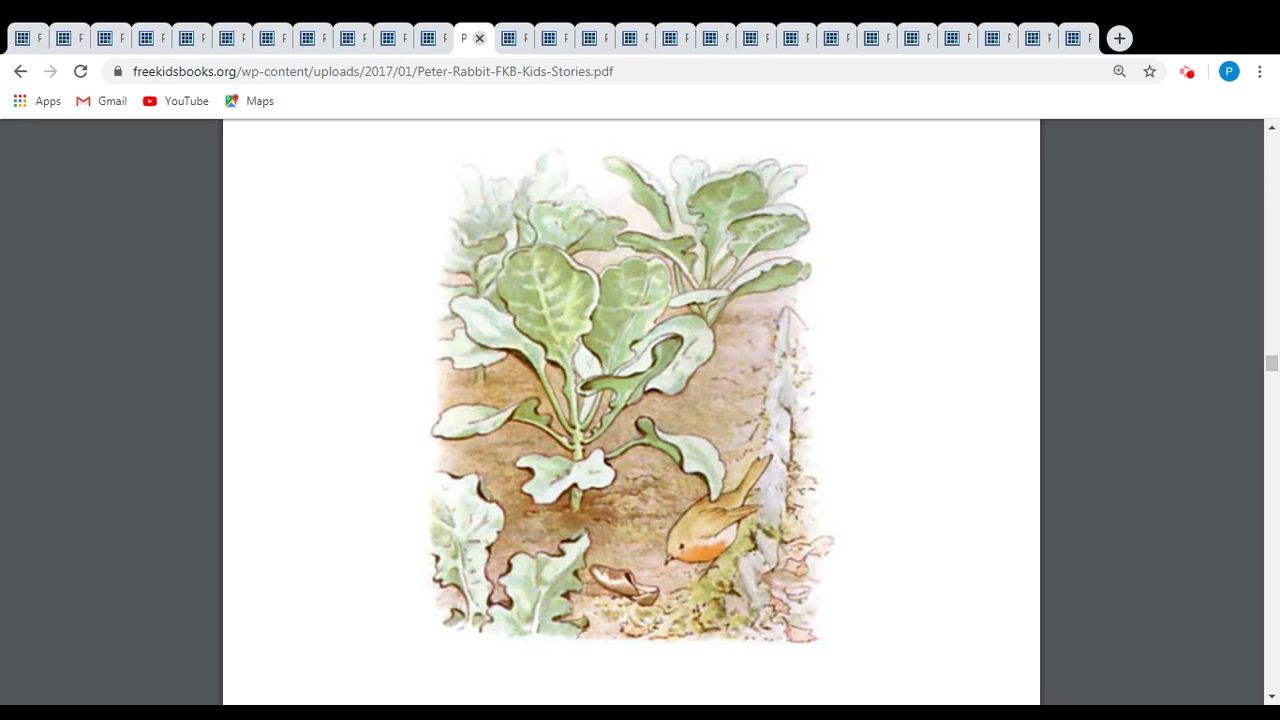 P
freekidsbooks.org/wp-content/uploads/2017/01/Peter-Rabbit-FKB-Kids-Stories.pdf
P
Apps Gmail YouTube Maps